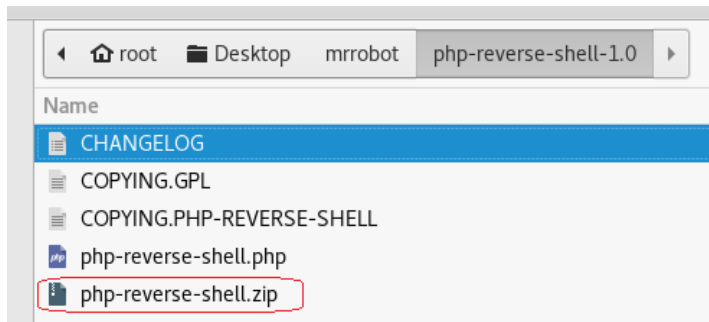 root Desktop mrrobot php-reverse-shell-1.0
Name
CHANGELOG
COPYING.GPL
COPYING.PHP-REVERSE-SHELL
php-reverse-shell.php
php-reverse-shell.zip